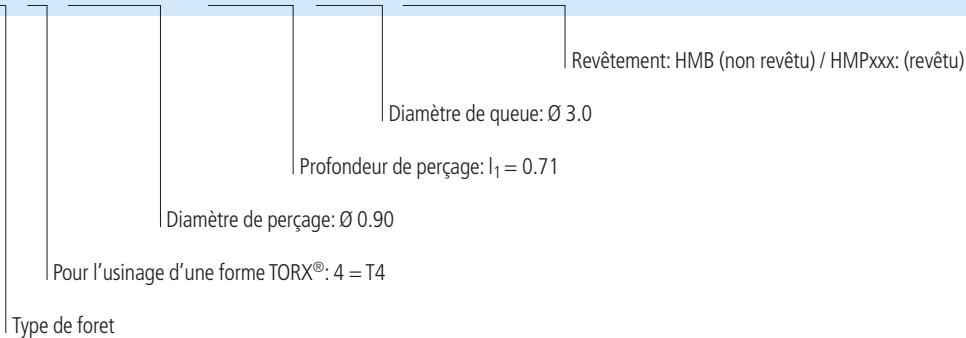 Revêtement: HMB (non revêtu) / HMPxxx: (revêtu)
Diamètre de queue: Ø 3.0
Profondeur de perçage: l₁ = 0.71
Diamètre de perçage: Ø 0.90
Pour l'usinage d'une forme TORX®: 4 = T4
Type de foret